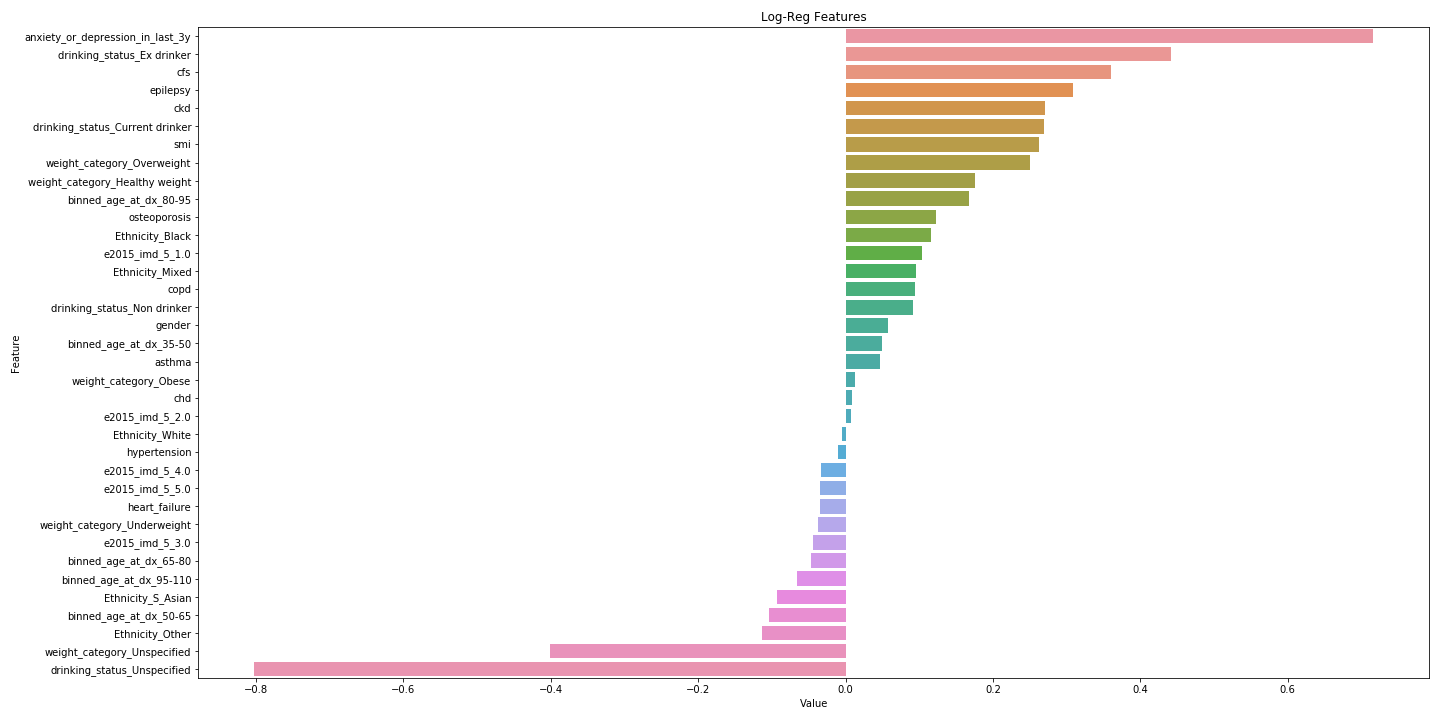 Log-Reg Features
anxiety_or_depression_in_last_3y
drinking_status_Ex drinker
cfs
epilepsy
ckd
drinking_status_Current drinker
smi
weight_category_Overweight
weight_category_Healthy weight
binned_age_at_dx_80-95
osteoporosis
Ethnicity_Black
e2015_imd_5_1.0
Ethnicity_Mixed
copd
drinking_status_Non drinker
gender
binned_age_at_dx_35-50
asthma
weight_category_Obese
chd
e2015_imd_5_2.0
Ethnicity_White
hypertension
e2015_imd_5_4.0
e2015_imd_5_5.0
heart_failure
weight_category_Underweight
e2015_imd_5_3.0
binned_age_at_dx_65-80
binned_age_at_dx_95-110
Ethnicity_S_Asian
binned_age_at_dx_50-65
Ethnicity_Other
weight_category_Unspecified
drinking_status_Unspecified
Feature
−0.8 −0.6 −0.4 −0.2 0.0 0.2 0.4 0.6
Value